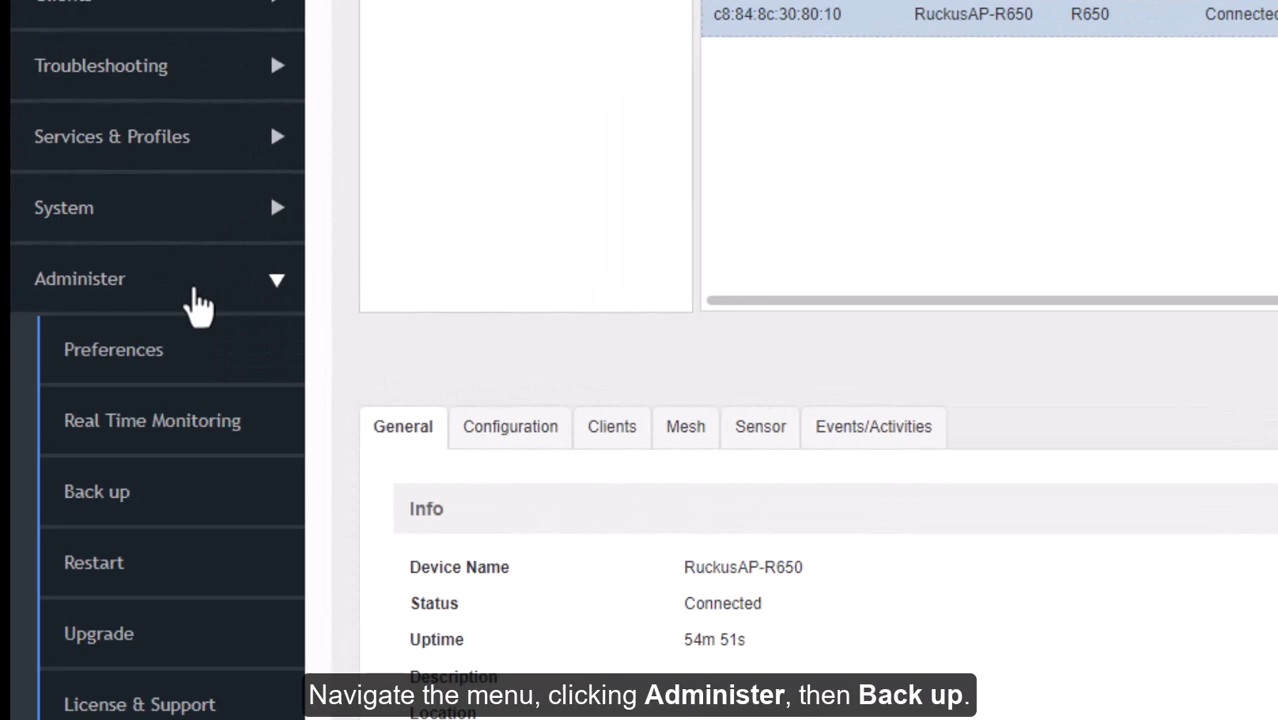 Clients
c8:84:8c:30:80:10 RuckusAP-R650 R650 Connected
Troubleshooting
Services & Profiles
System
Administer
Preferences
Real Time Monitoring
Back up
Restart
Upgrade
License & Support
General Configuration Clients Mesh Sensor Events/Activities
Info
Device Name RuckusAP-R650
Status Connected
Uptime 54m 51s
Description
Location
Navigate the menu, clicking Administer, then Back up.